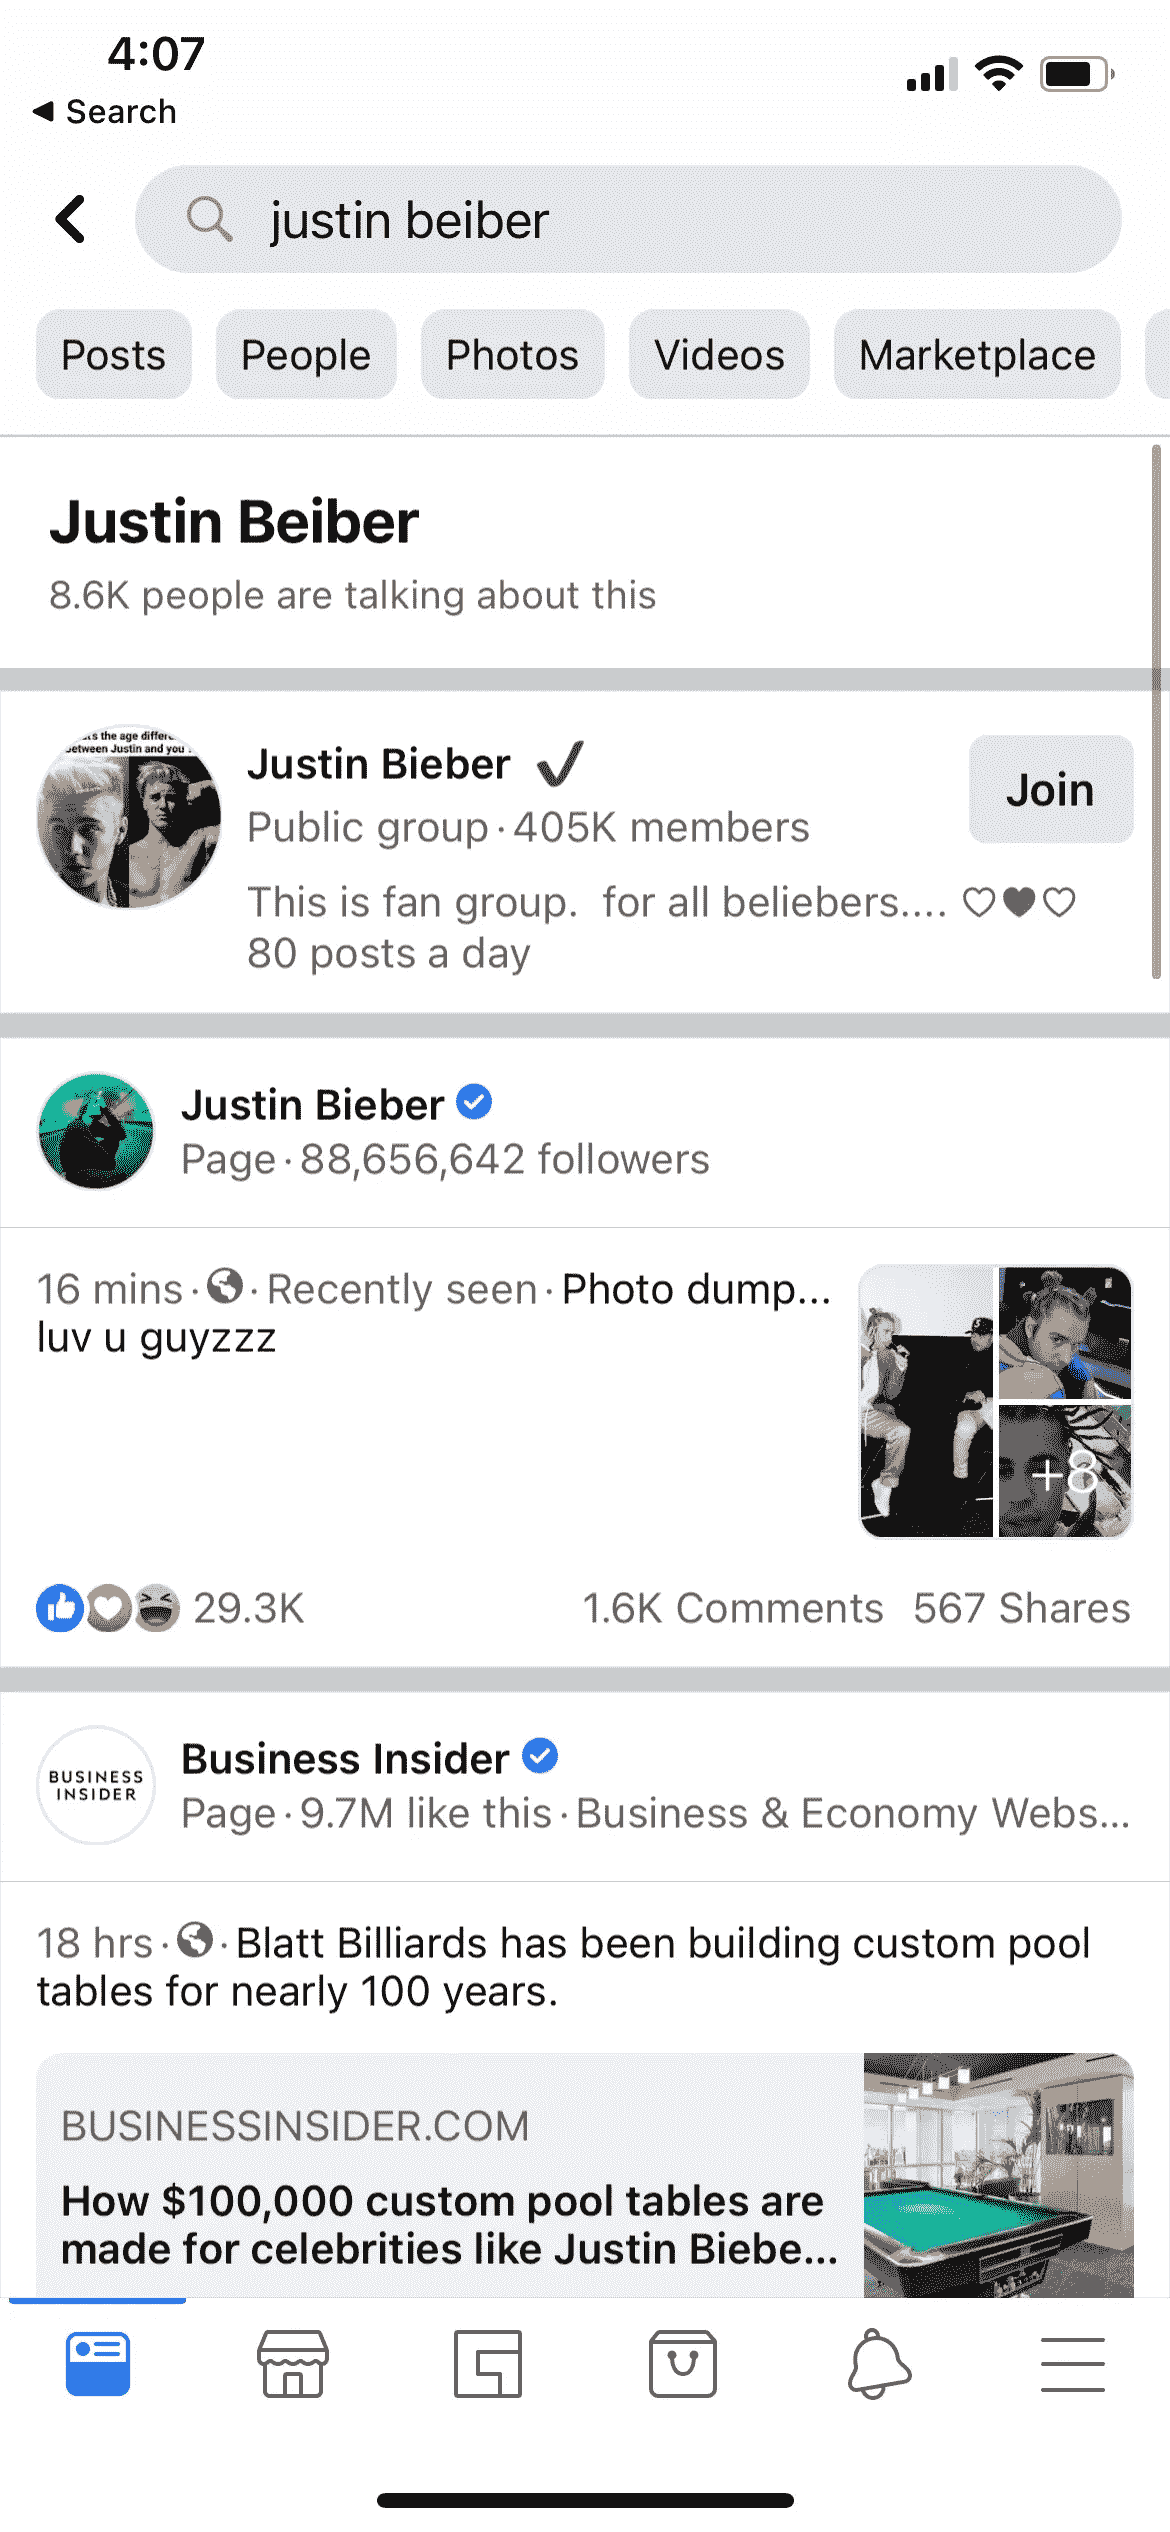 4:07
◀ Search
justin beiber
Posts People Photos Videos Marketplace
Justin Beiber
8.6K people are talking about this
Justin Bieber ✔
Public group · 405K members
Join
This is fan group.  for all beliebers.... ♡♥♡
80 posts a day
Justin Bieber
Page · 88,656,642 followers
16 mins · Recently seen · Photo dump...
luv u guyzzz
+8
29.3K 1.6K Comments 567 Shares
BUSINESS
INSIDER
Business Insider
Page · 9.7M like this · Business & Economy Webs...
18 hrs · Blatt Billiards has been building custom pool
tables for nearly 100 years.
BUSINESSINSIDER.COM
How $100,000 custom pool tables are
made for celebrities like Justin Biebe...